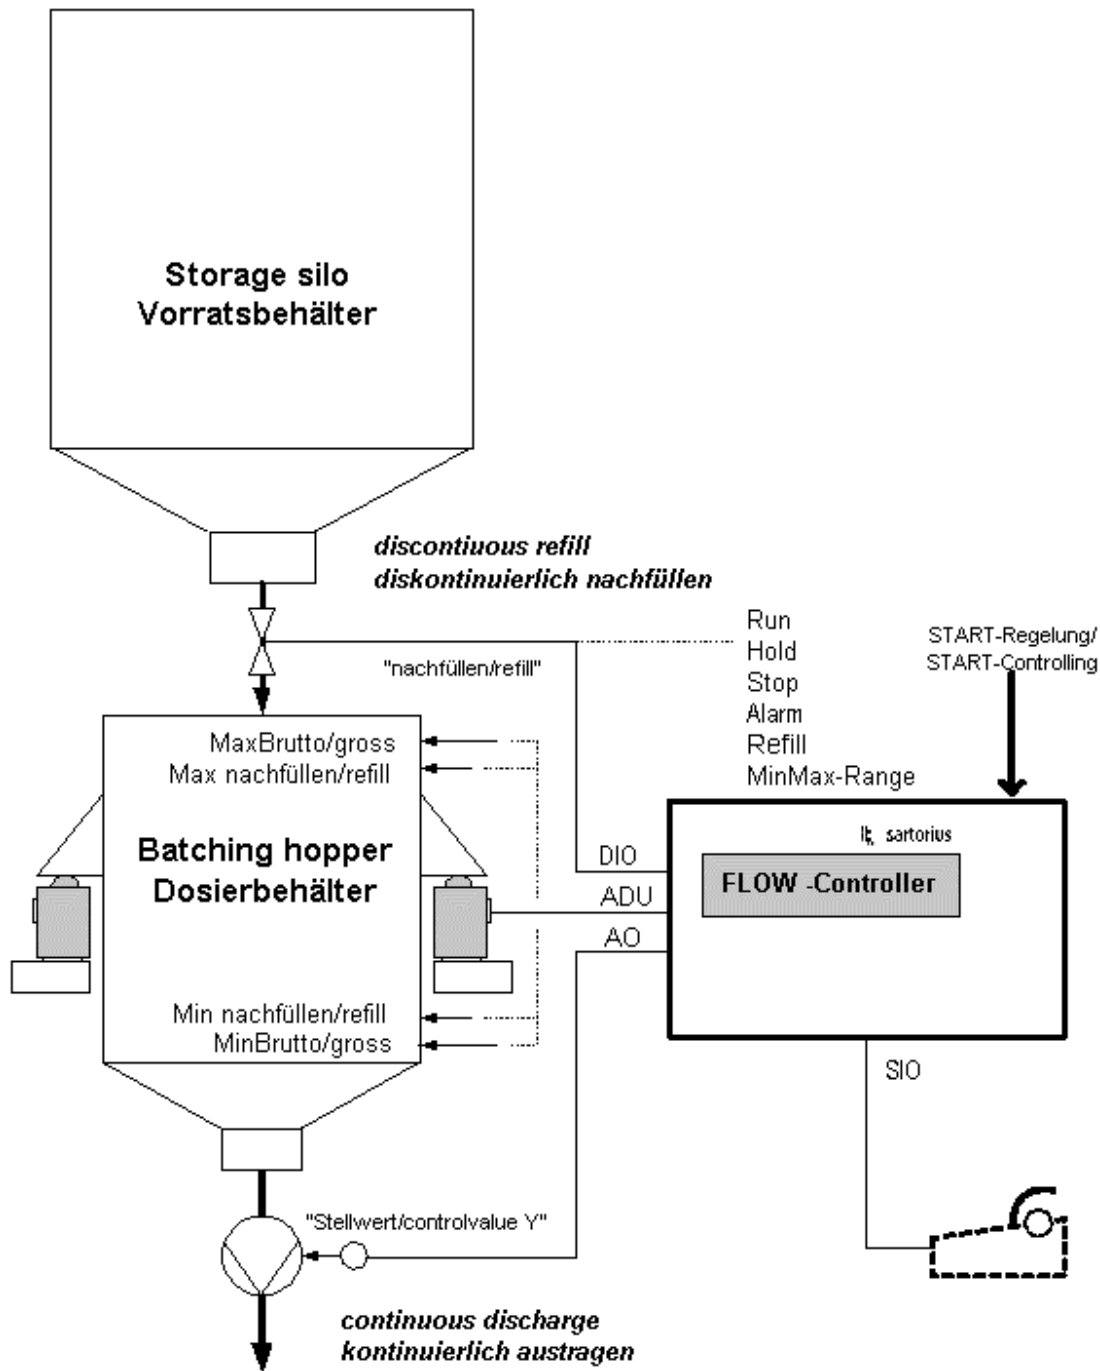 Storage silo
Vorratsbehälter
discontiuous refill
diskontinuierlich nachfüllen
"nachfüllen/refill"
Run
Hold
Stop
Alarm
Refill
MinMax-Range
START-Regelung/
START-Controlling
MaxBrutto/gross
Max nachfüllen/refill
Batching hopper
Dosierbehälter
DIO
ADU
AO
sartorius
FLOW -Controller
Min nachfüllen/refill
MinBrutto/gross
SIO
"Stellwert/controlvalue Y"
continuous discharge
kontinuierlich austragen